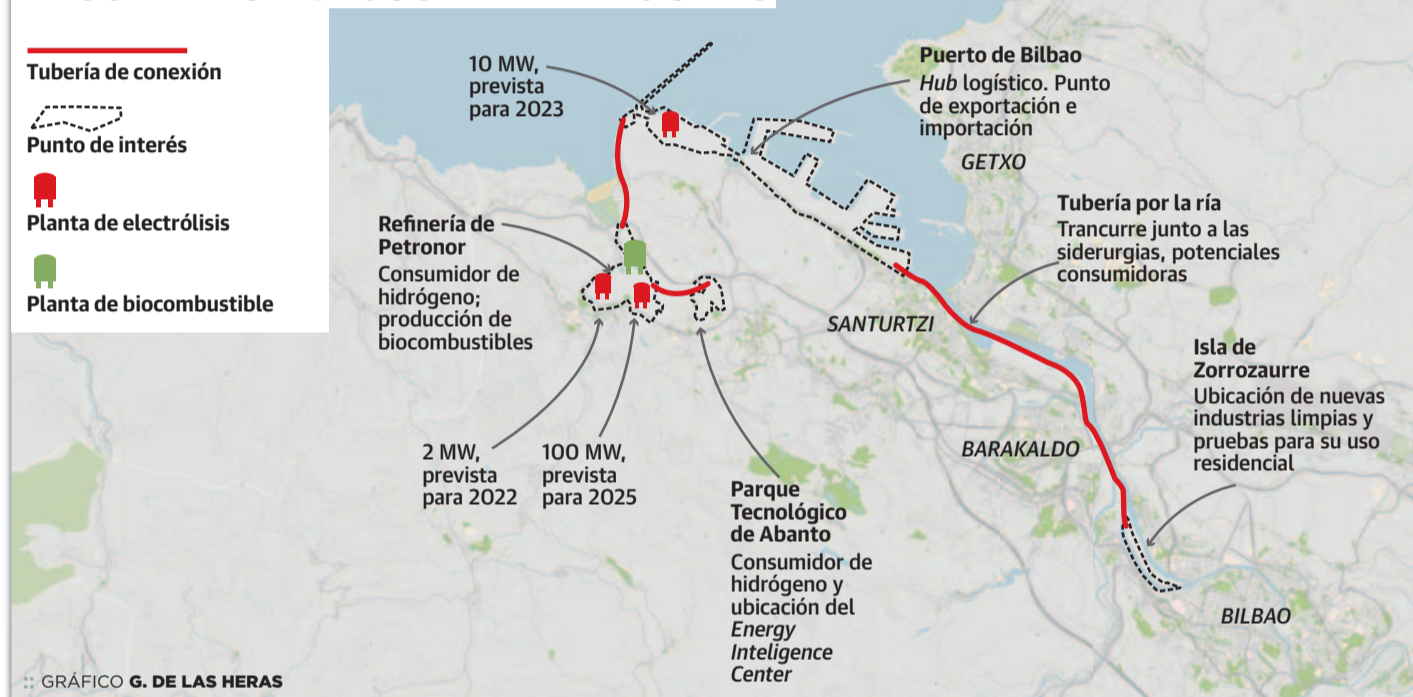 Tubería de conexión
Punto de interés
Planta de electrólisis
Planta de biocombustible
10 MW,
prevista
para 2023
Puerto de Bilbao
Hub logístico. Punto
de exportación e
importación
GETXO
Tubería por la ría
Trancurre junto a las
siderurgias, potenciales
consumidoras
Refinería de
Petronor
Consumidor de
hidrógeno;
producción de
biocombustibles
SANTURTZI
Isla de
Zorrozaurre
Ubicación de nuevas
industrias limpias y
pruebas para su uso
residencial
2 MW,
prevista
para 2022
100 MW,
prevista
para 2025
BARAKALDO
Parque
Tecnológico
de Abanto
Consumidor de
hidrógeno y
ubicación del
Energy
Inteligence
Center
BILBAO
:: GRÁFICO G. DE LAS HERAS